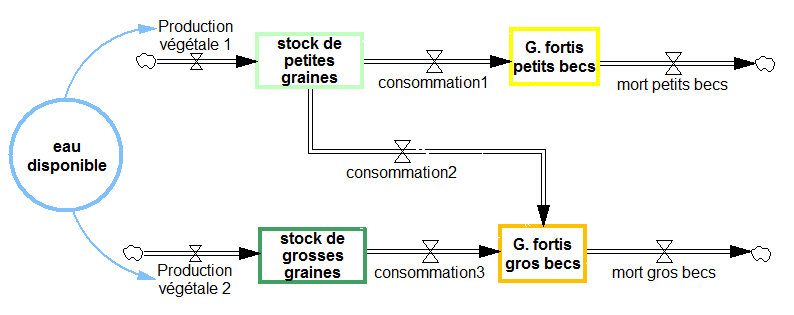 Production
végétale 1
stock de
petites
graines
consommation1
G. fortis
petits becs
mort petits becs
eau
disponible
consommation2
Production
végétale 2
stock de
grosses
graines
consommation3
G. fortis
gros becs
mort gros becs